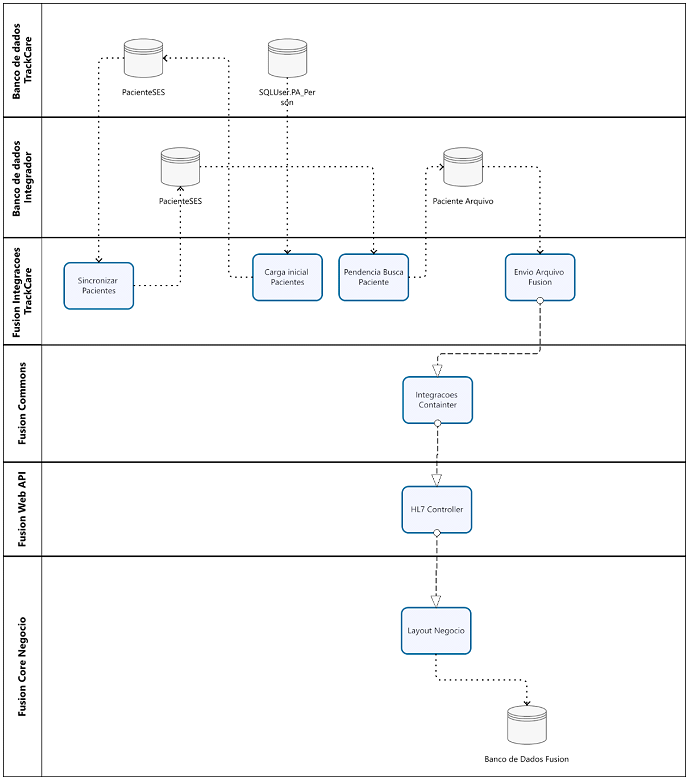 Banco de dados
TrackCare
PacienteSES
SQLUser.PA_Per
són
Banco de dados
Integrador
PacienteSES
Paciente Arquivo
Fusion Integracoes
TrackCare
Sincronizar
Pacientes
Carga inicial
Pacientes
Pendencia Busca
Paciente
Envio Arquivo
Fusion
Fusion Commons
Integracoes
Containter
Fusion Web API
HL7 Controller
Fusion Core Negocio
Layout Negocio
Banco de Dados Fusion